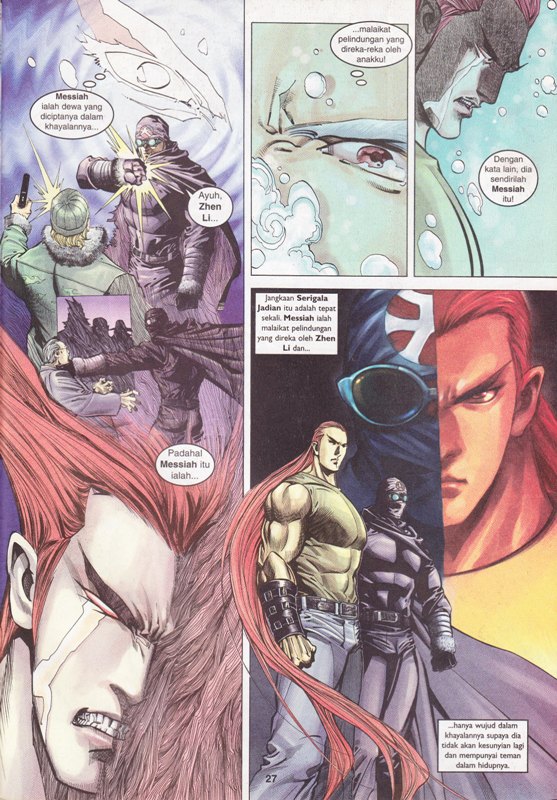 Messiah
ialah dewa yang
diciptanya dalam
khayalannya...
Ayuh,
Zhen
Li...
Padahal
Messiah itu
ialah...
...malaikat
pelindungan yang
direka-reka oleh
anakku!
Dengan
kata lain, dia
sendirilah
Messiah
itu!
Jangkaan Serigala
Jadian itu adalah tepat
sekali. Messiah ialah
malaikat pelindungan
yang direka oleh Zhen
Li dan...
...hanya wujud dalam
khayalannya supaya dia
tidak akan kesunyian lagi
dan mempunyai teman
dalam hidupnya.
27